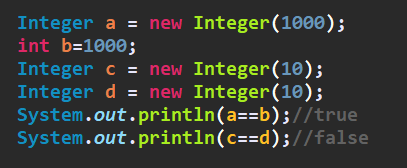 Integer a = new Integer(1000);
int b=1000;
Integer c = new Integer(10);
Integer d = new Integer(10);
System.out.println(a==b);//true
System.out.println(c==d);//false